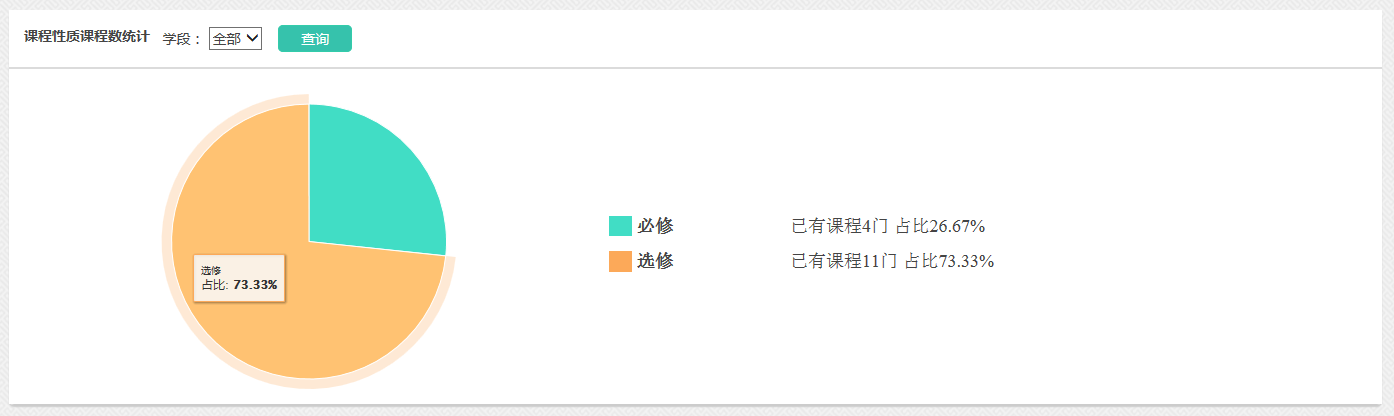 课程性质课程数统计 学段： 全部 查询
必修 已有课程4门 占比26.67%
选修 已有课程11门 占比73.33%
选修
占比: 73.33%